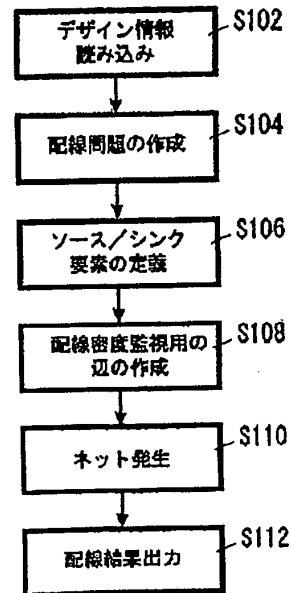 デザイン情報
読み込み
S102
配線問題の作成
S104
ソース/シンク
要素の定義
S106
配線密度監視用の
辺の作成
S108
ネット発生
S110
配線結果出力
S112